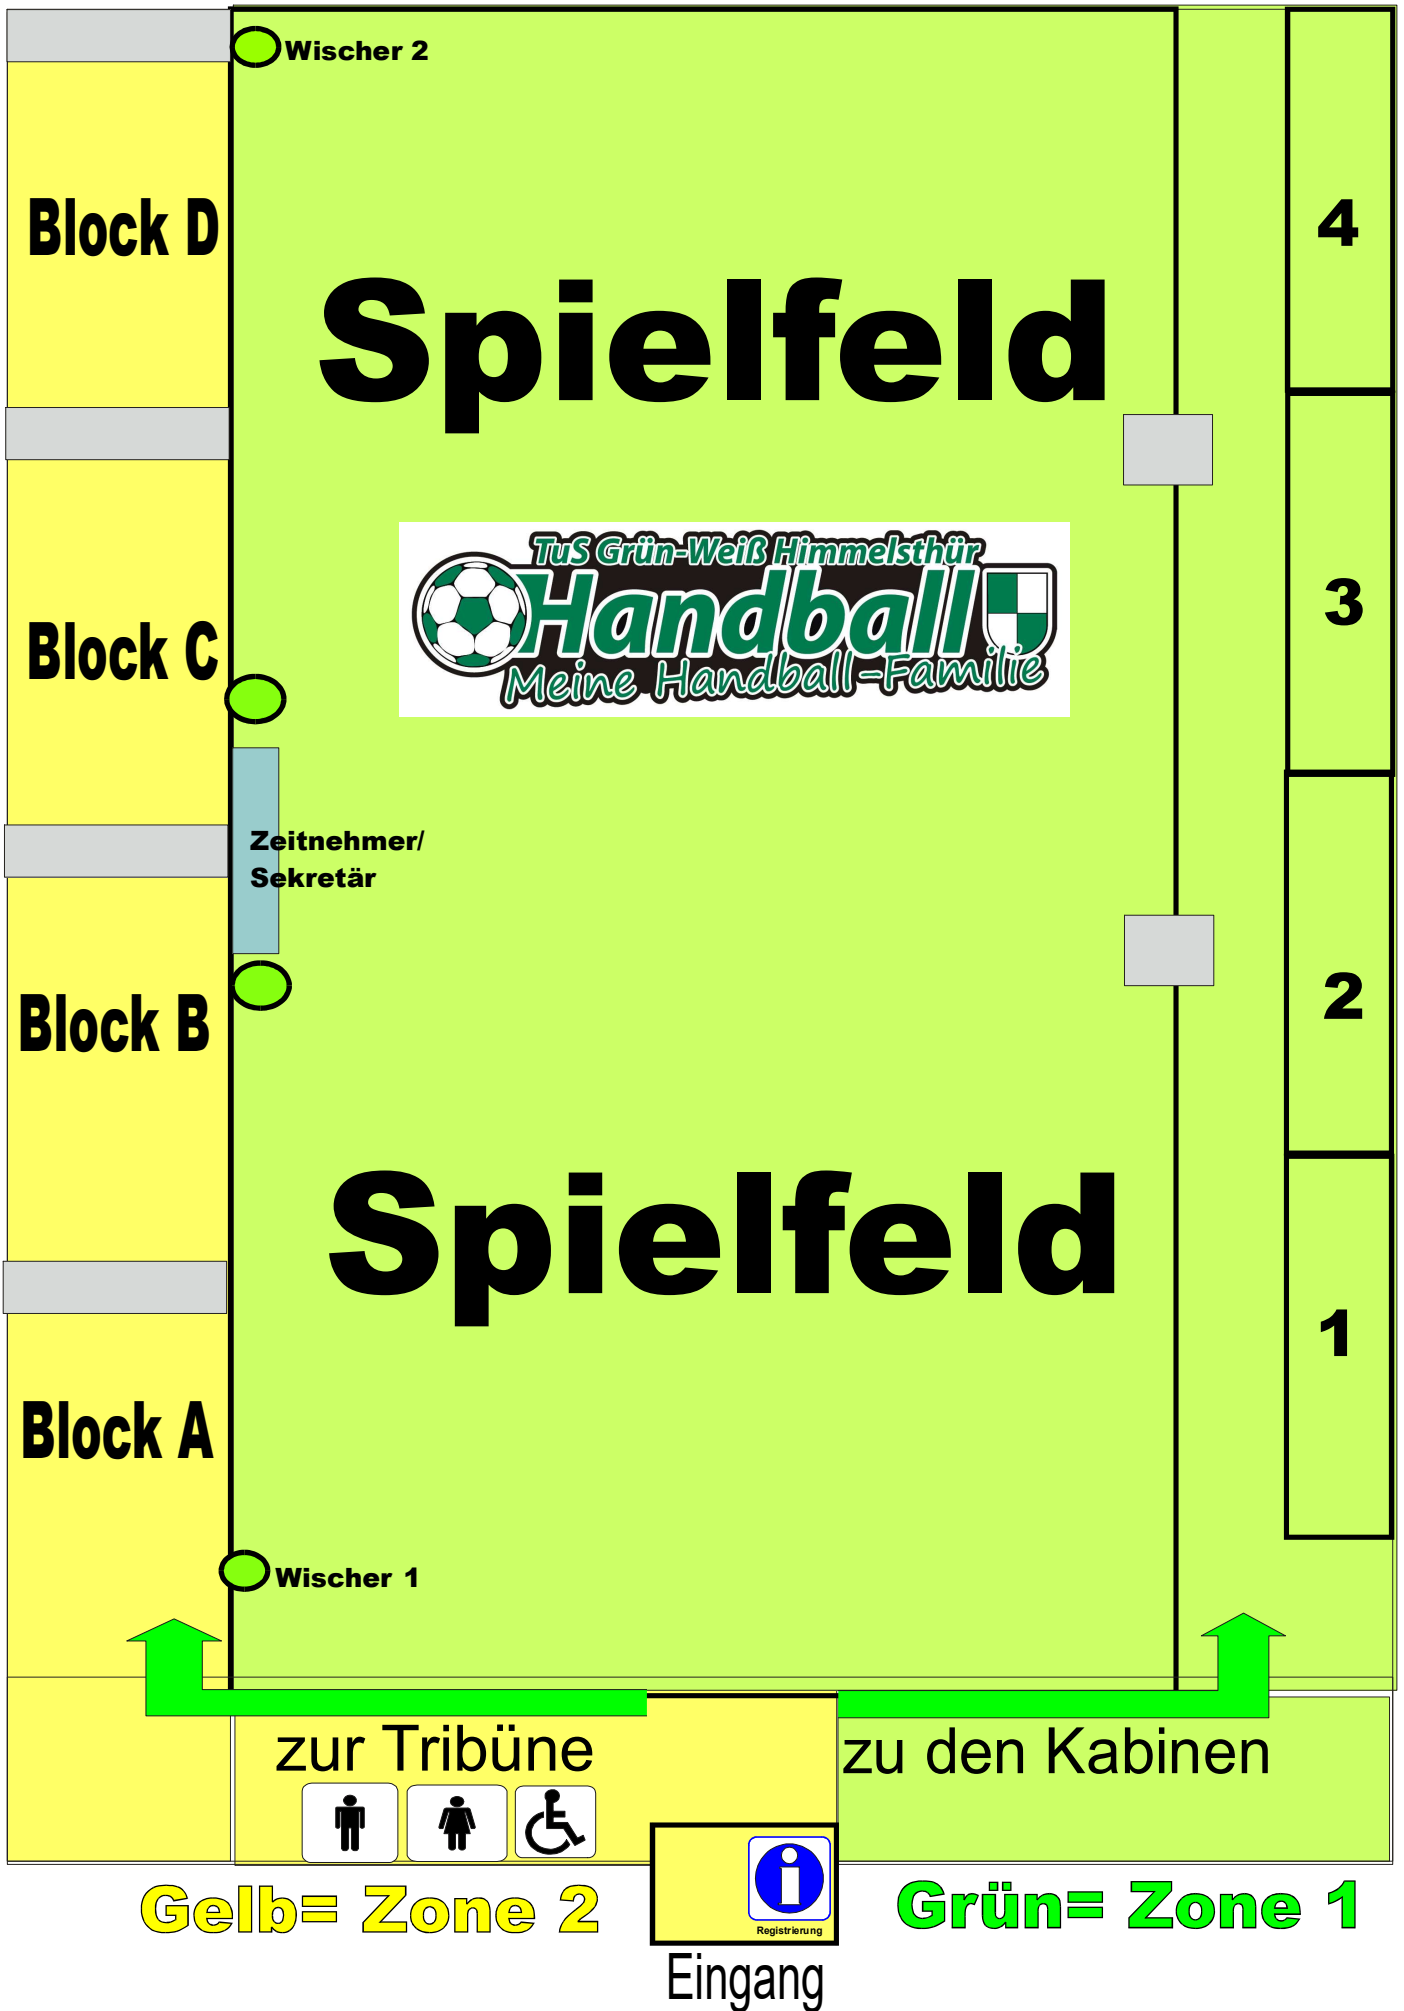 Wischer 2
Block D
4
Spielfeld
TuS Grün-Weiß Himmelsthür
Handball
Meine Handball-Familie
3
Block C
Zeitnehmer/
Sekretär
2
Block B
Spielfeld
1
Block A
Wischer 1
zur Tribüne
zu den Kabinen
Gelb= Zone 2
Registrierung
Grün= Zone 1
Eingang